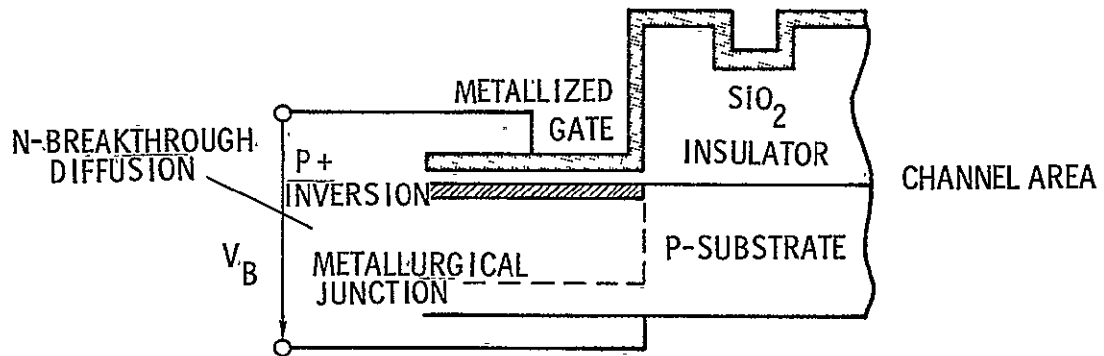 METALLIZED
GATE
SiO2
INSULATOR
N-BREAKTHROUGH
DIFFUSION
P+
INVERSION
CHANNEL AREA
P-SUBSTRATE
VB
METALLURGICAL
JUNCTION